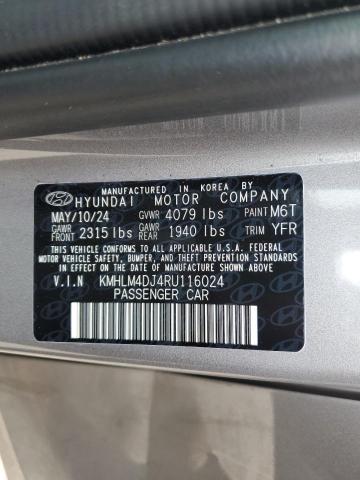 MANUFACTURED IN KOREA BY
HYUNDAI MOTOR COMPANY
MAY/10/24 GVWR 4079 lbs PAINT M6T
GAWR FRONT 2315 lbs GAWR REAR 1940 lbs TRIM YFR
THIS VEHICLE CONFORMS TO ALL APPLICABLE U.S.A. FEDERAL
MOTOR VEHICLE SAFETY, BUMPER, AND THEFT PREVENTION STANDARDS
IN EFFECT ON THE DATE OF MANUFACTURE SHOWN ABOVE.
V.I.N KMHLM4DJ4RU116024
PASSENGER CAR